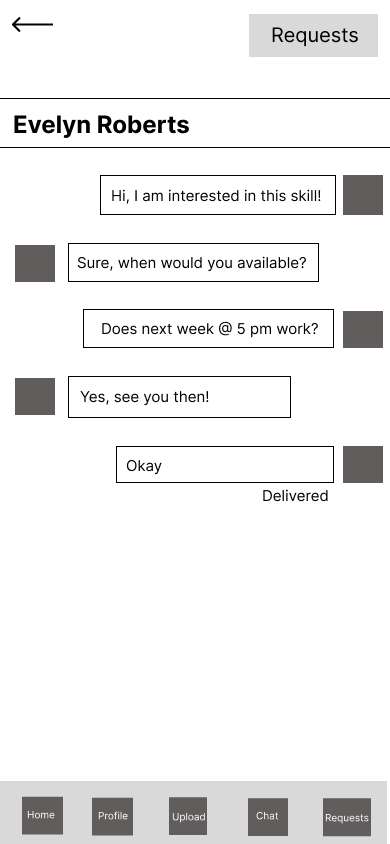 Requests
Evelyn Roberts
Hi, I am interested in this skill!
Sure, when would you available?
Does next week @ 5 pm work?
Yes, see you then!
Okay
Delivered
Home
Profile
Upload
Chat
Requests